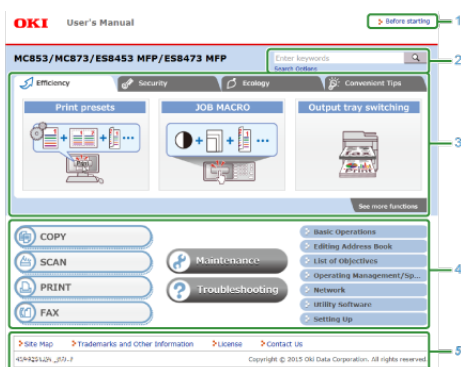 OKI User's Manual
Before starting
1
MC853/MC873/ES8453 MFP/ES8473 MFP
Enter keywords
2
Search Options
Efficiency
Security
Ecology
Convenient Tips
Print presets
JOB MACRO
Output tray switching
3
See more functions
COPY
SCAN
PRINT
FAX
Maintenance
Troubleshooting
Basic Operations
Editing Address Book
List of Objectives
Operating Management/Sp...
Network
Utility Software
Setting Up
4
Site Map
Trademarks and Other Information
License
Contact Us
5
Copyright © 2015 Oki Data Corporation. All rights reserved.